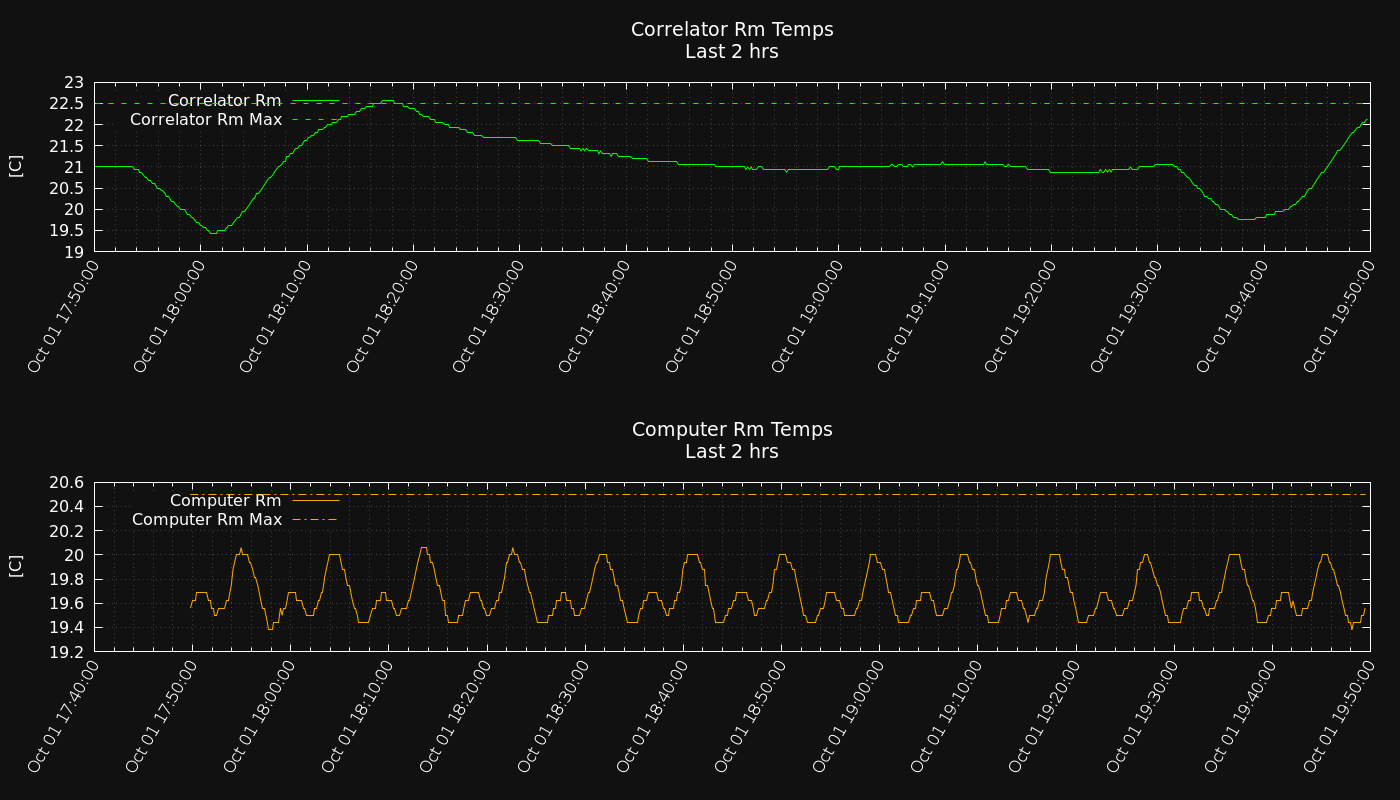 Correlator Rm Temps
Last 2 hrs
23
22.5
22
21.5
21
20.5
20
19.5
19
[C]
Correlator Rm
Correlator Rm Max
Oct 01 17:50:00
Oct 01 18:00:00
Oct 01 18:10:00
Oct 01 18:20:00
Oct 01 18:30:00
Oct 01 18:40:00
Oct 01 18:50:00
Oct 01 19:00:00
Oct 01 19:10:00
Oct 01 19:20:00
Oct 01 19:30:00
Oct 01 19:40:00
Oct 01 19:50:00
Computer Rm Temps
Last 2 hrs
20.6
20.4
20.2
20
19.8
19.6
19.4
19.2
[C]
Computer Rm
Computer Rm Max
Oct 01 17:40:00
Oct 01 17:50:00
Oct 01 18:00:00
Oct 01 18:10:00
Oct 01 18:20:00
Oct 01 18:30:00
Oct 01 18:40:00
Oct 01 18:50:00
Oct 01 19:00:00
Oct 01 19:10:00
Oct 01 19:20:00
Oct 01 19:30:00
Oct 01 19:40:00
Oct 01 19:50:00